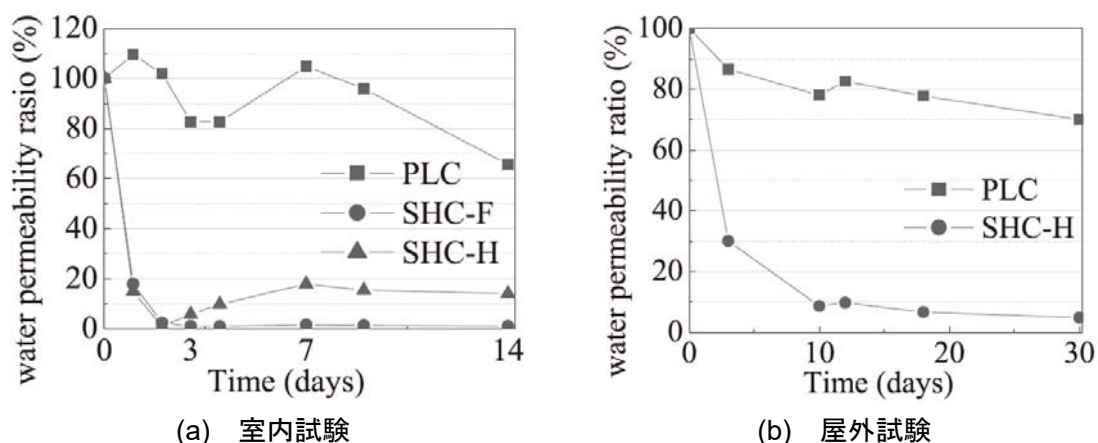 water permeability rasio (%)
120
100
80
60
40
20
0
PLC
SHC-F
SHC-H
0
3
7
14
Time (days)
(a) 室内試験
water permeability ratio (%)
100
80
60
40
20
0
PLC
SHC-H
0
10
20
30
Time (days)
(b) 屋外試験